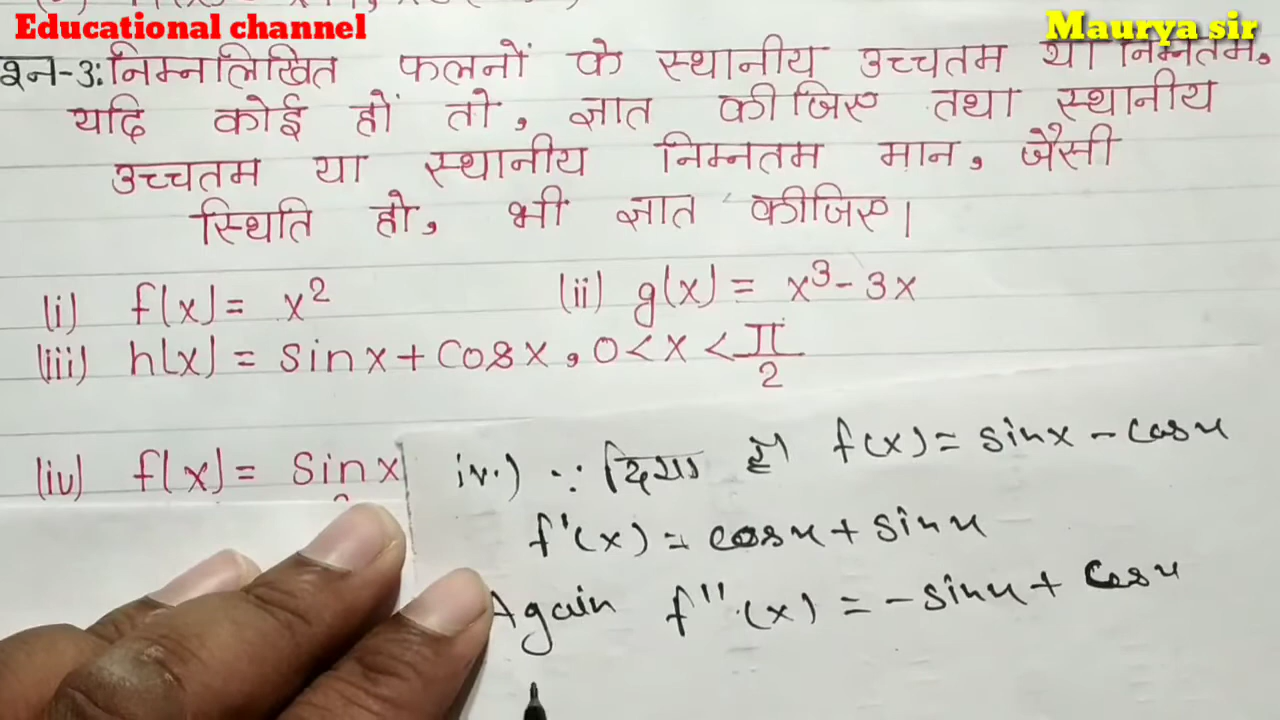 Educational channel
Maurya sir
श्न-3: निम्नलिखित फलनों के स्थानीय उच्चतम या निम्नतम,
यदि कोई हों तो, ज्ञात कीजिए तथा स्थानीय
उच्चतम या स्थानीय निम्नतम मान, जैसी
स्थिति हो, भी ज्ञात कीजिए।
(i) f(x) = x² (ii) g(x) = x³ - 3x
(iii) h(x) = sinx + cosx, 0 < x < π/2
(iv) f(x) = sinx
iv.) ∵ दिया है। f(x) = sinx - cosx
f'(x) = cosx + sinx
Again f''(x) = -sinx + cosx